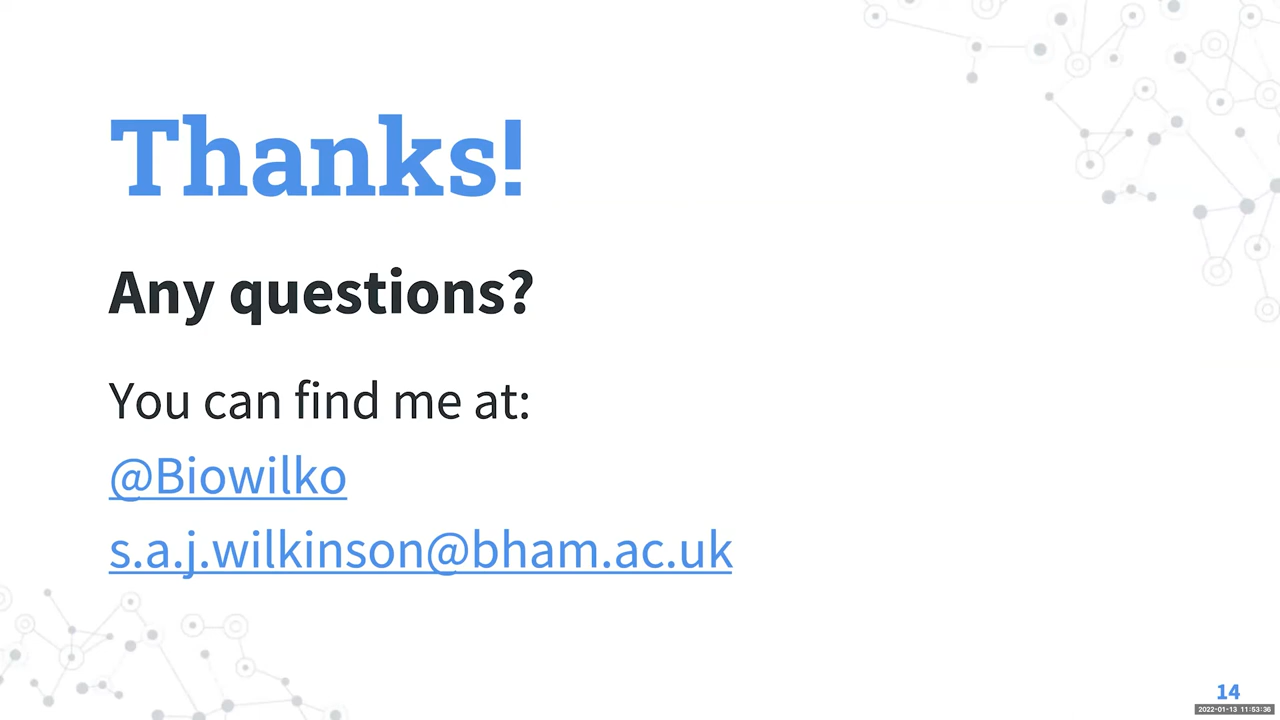 Thanks!
Any questions?
You can find me at:
@Biowilko
s.a.j.wilkinson@bham.ac.uk
14
2022-01-13 11:53:36